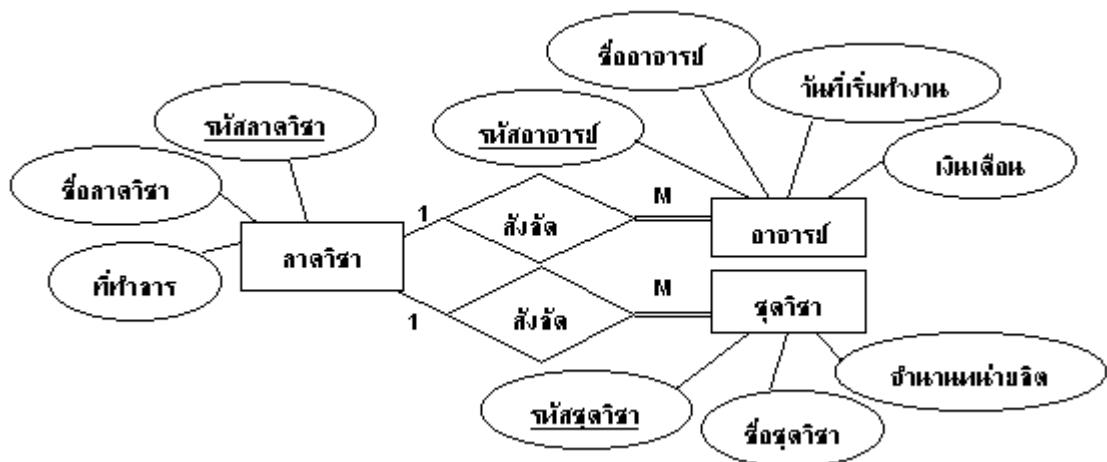 ชื่ออาจารย์
วันที่เริ่มทำงาน
รหัสภาควิชา
รหัสอาจารย์
เงินเดือน
ชื่อภาควิชา
1
M
สังกัด
อาจารย์
ภาควิชา
ที่ทำการ
M
ชุดวิชา
1
สังกัด
จำนวนหน่วยกิต
รหัสชุดวิชา
ชื่อชุดวิชา